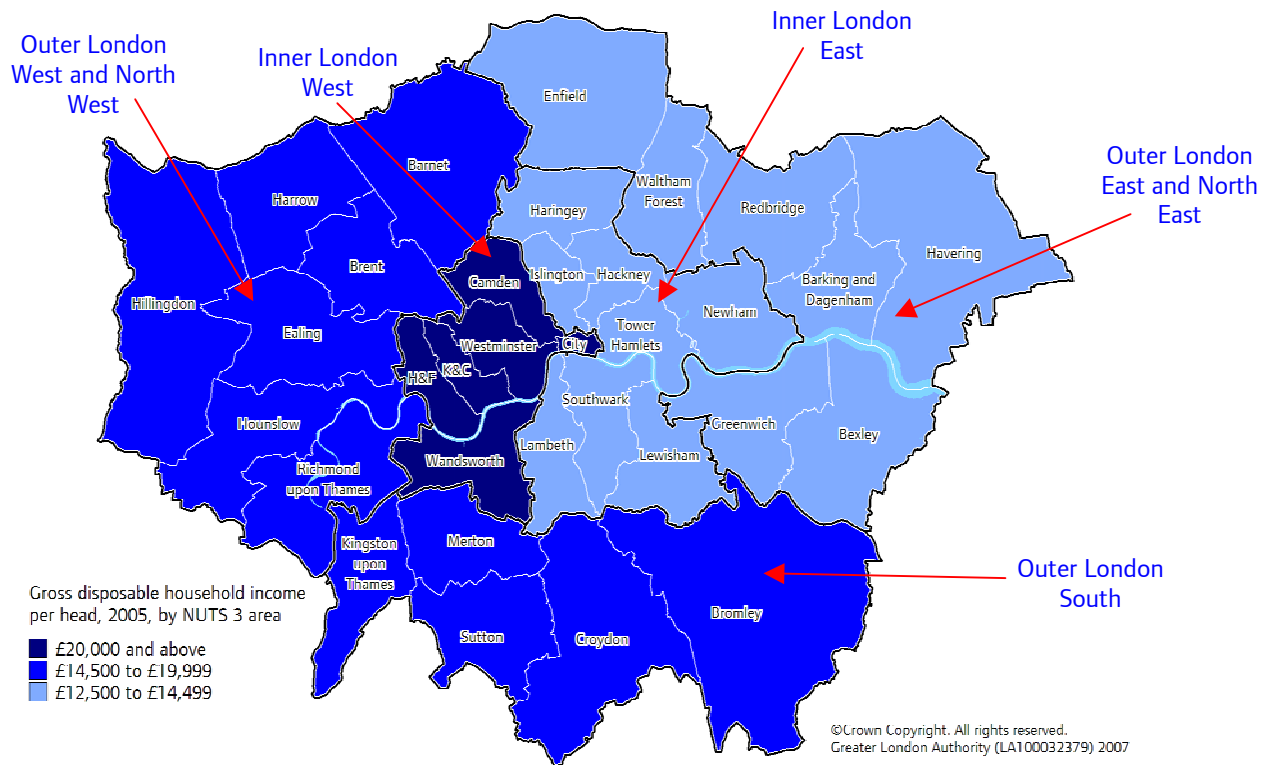 Outer London
West and North
West
Inner London
West
Inner London
East
Outer London
East and North
East
Outer London
South
Enfield
Barnet
Waltham
Forest
Harrow
Haringey
Redbridge
Havering
Brent
Camden
Islington
Hackney
Barking and
Dagenham
Hillingdon
Newham
Ealing
Tower
Hamlets
Westminster
City
K&C
H&F
Southwark
Hounslow
Greenwich
Bexley
Lambeth
Lewisham
Wandsworth
Richmond
upon Thames
Kingston
upon
Thames
Merton
Sutton
Croydon
Bromley
Gross disposable household income
per head, 2005, by NUTS 3 area
£20,000 and above
£14,500 to £19,999
£12,500 to £14,499
©Crown Copyright. All rights reserved.
Greater London Authority (LA100032379) 2007